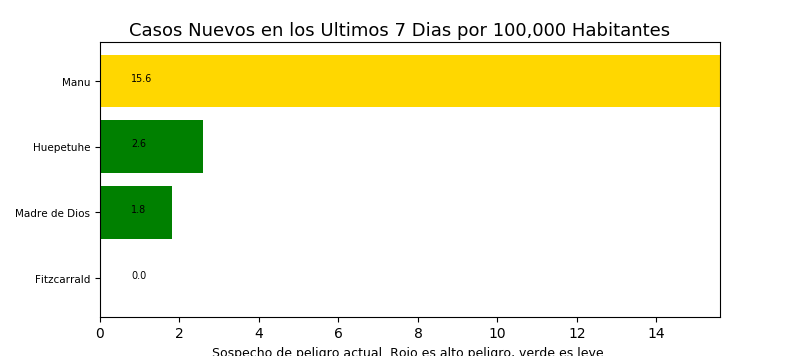 Casos Nuevos en los Ultimos 7 Dias por 100,000 Habitantes
Manu
15.6
Huepetuhe
2.6
Madre de Dios
1.8
Fitzcarrald
0.0
0 2 4 6 8 10 12 14
Sospecho de peligro actual. Rojo es alto peligro, verde es leve